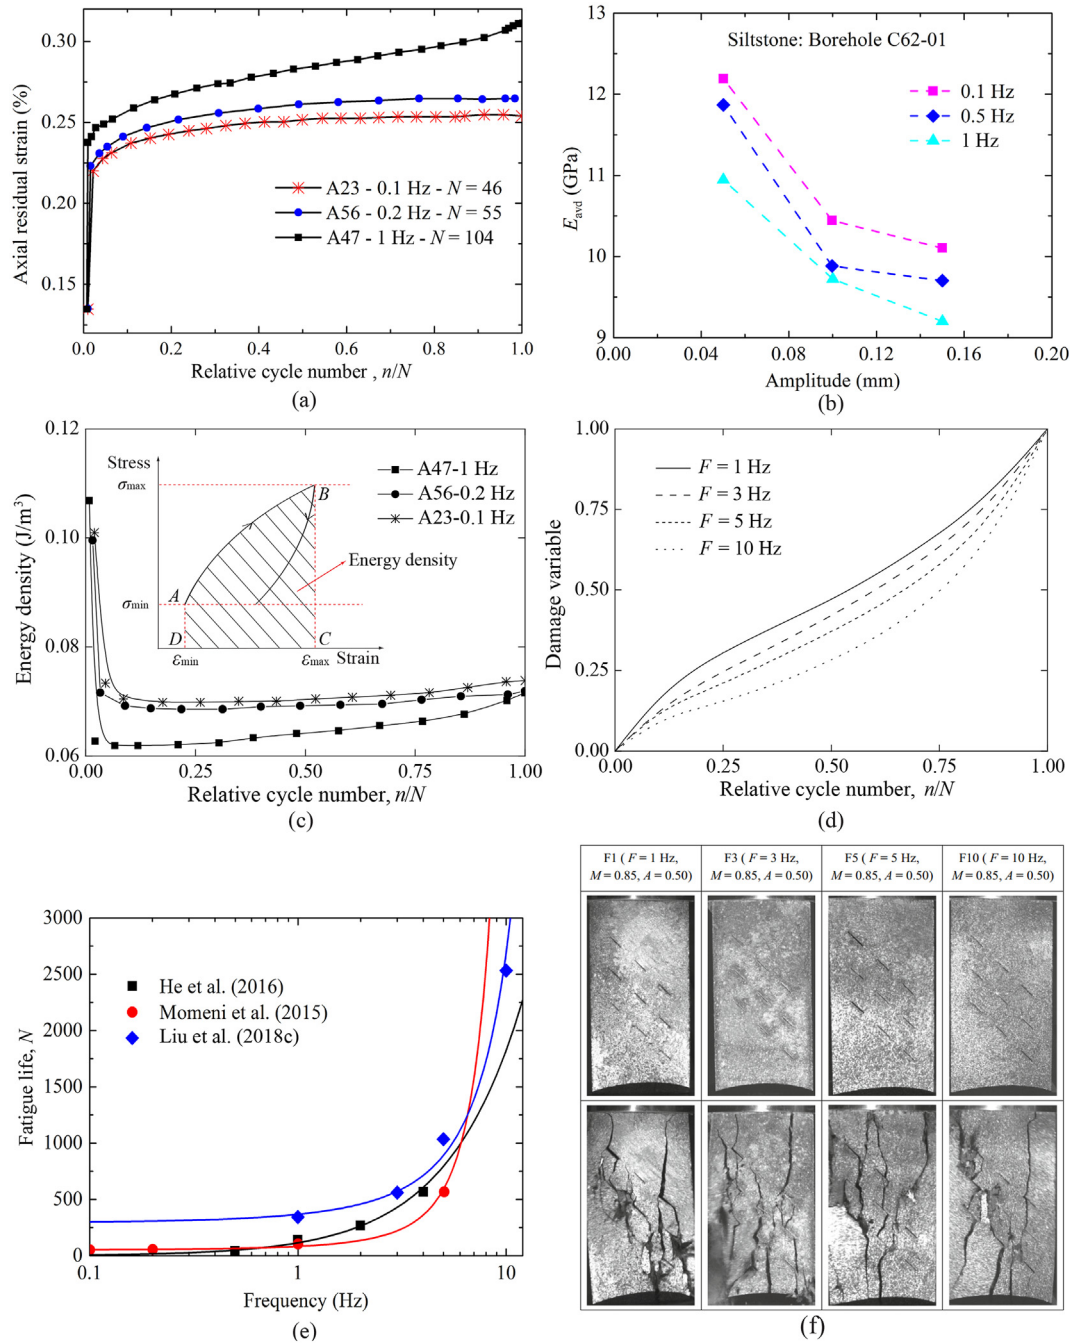 0.30
0.25
0.20
0.15
Axial residual strain (%)
A23 - 0.1 Hz - N = 46
A56 - 0.2 Hz - N = 55
A47 - 1 Hz - N = 104
0.0 0.2 0.4 0.6 0.8 1.0
Relative cycle number , n/N
(a)
13
12
11
10
9
Eavd (GPa)
Siltstone: Borehole C62-01
0.1 Hz
0.5 Hz
1 Hz
0.00 0.04 0.08 0.12 0.16 0.20
Amplitude (mm)
(b)
0.12
0.10
0.08
0.06
Energy density (J/m³)
Stress
σmax
σmin
A
B
D
C
εmin
εmax
Strain
Energy density
A47-1 Hz
A56-0.2 Hz
A23-0.1 Hz
0.00 0.25 0.50 0.75 1.00
Relative cycle number, n/N
(c)
1.00
0.75
0.50
0.25
0.00
Damage variable
F = 1 Hz
F = 3 Hz
F = 5 Hz
F = 10 Hz
0.00 0.25 0.50 0.75 1.00
Relative cycle number, n/N
(d)
3000
2500
2000
1500
1000
500
0
Fatigue life, N
He et al. (2016)
Momeni et al. (2015)
Liu et al. (2018c)
0.1 1 10
Frequency (Hz)
(e)
F1 ( F = 1 Hz,
M = 0.85, A = 0.50)
F3 ( F = 3 Hz,
M = 0.85, A = 0.50)
F5 ( F = 5 Hz,
M = 0.85, A = 0.50)
F10 ( F = 10 Hz,
M = 0.85, A = 0.50)
(f)